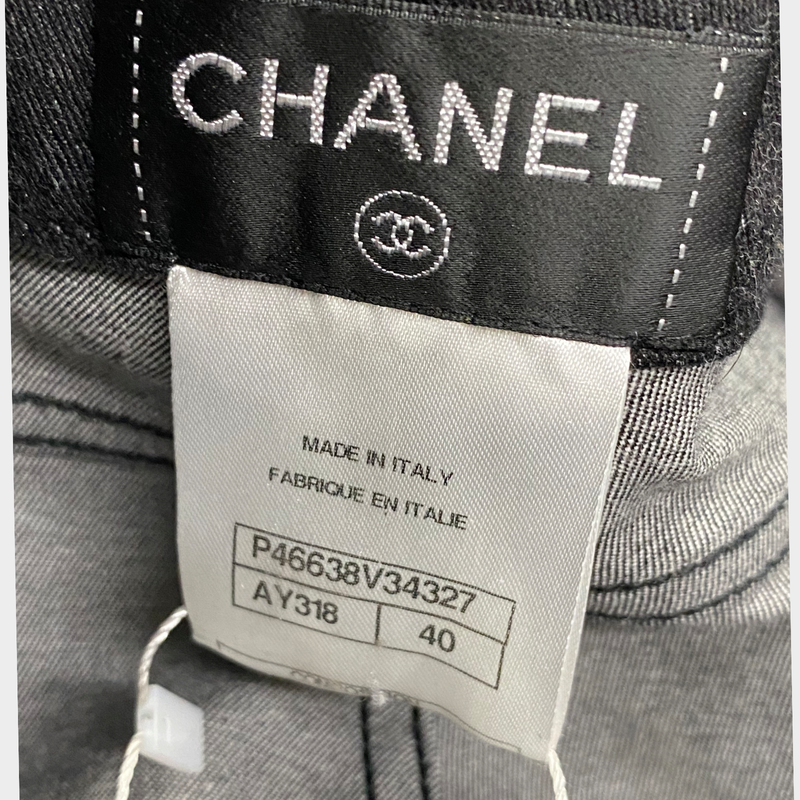 CHANEL
MADE IN ITALY
FABRIQUE EN ITALIE
P46638V34327
AY318 40